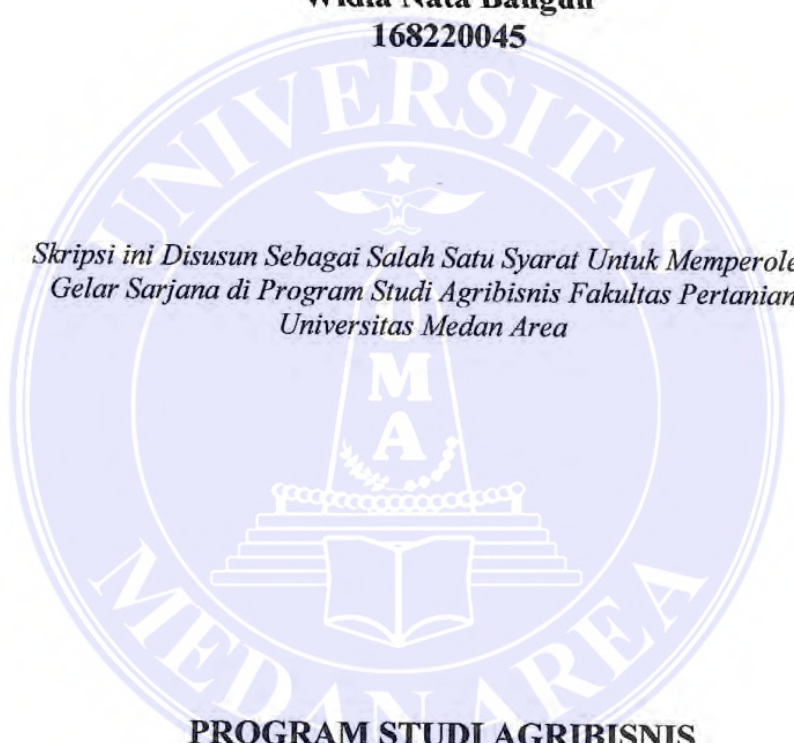 Widia Nata Bangun
168220045
UNIVERSITAS
Skripsi ini Disusun Sebagai Salah Satu Syarat Untuk Memperole
Gelar Sarjana di Program Studi Agribisnis Fakultas Pertanian
Universitas Medan Area
M
A
MEDAN AREA
PROGRAM STUDI AGRIBISNIS